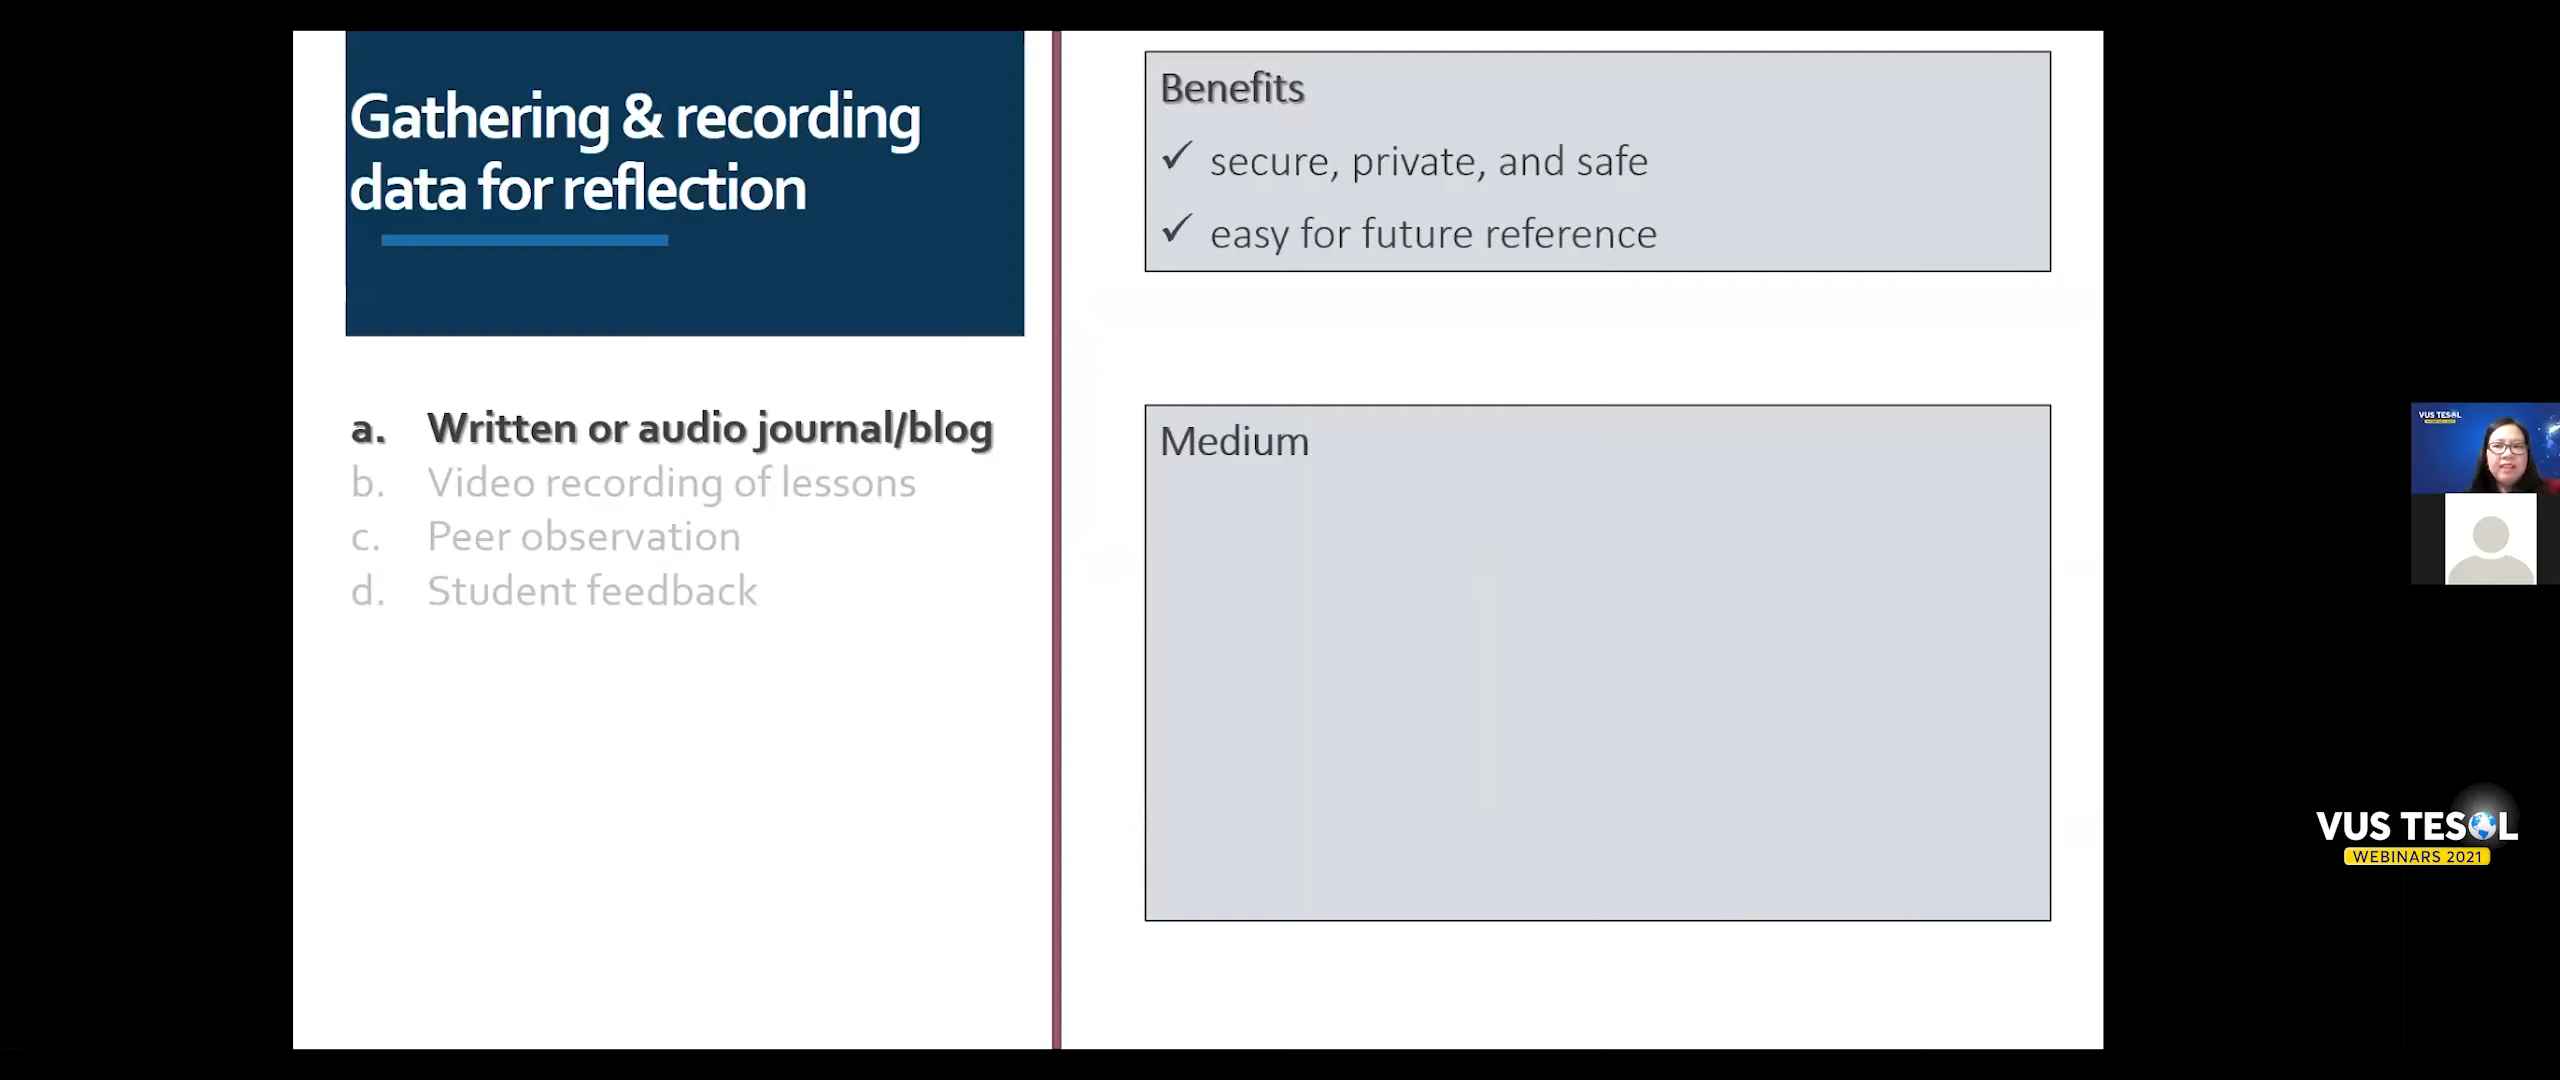 Gathering & recording
data for reflection
a. Written or audio journal/blog
b. Video recording of lessons
c. Peer observation
d. Student feedback
Benefits
✓ secure, private, and safe
✓ easy for future reference
Medium
VUS TESOL
VUS TESOL
WEBINARS 2021